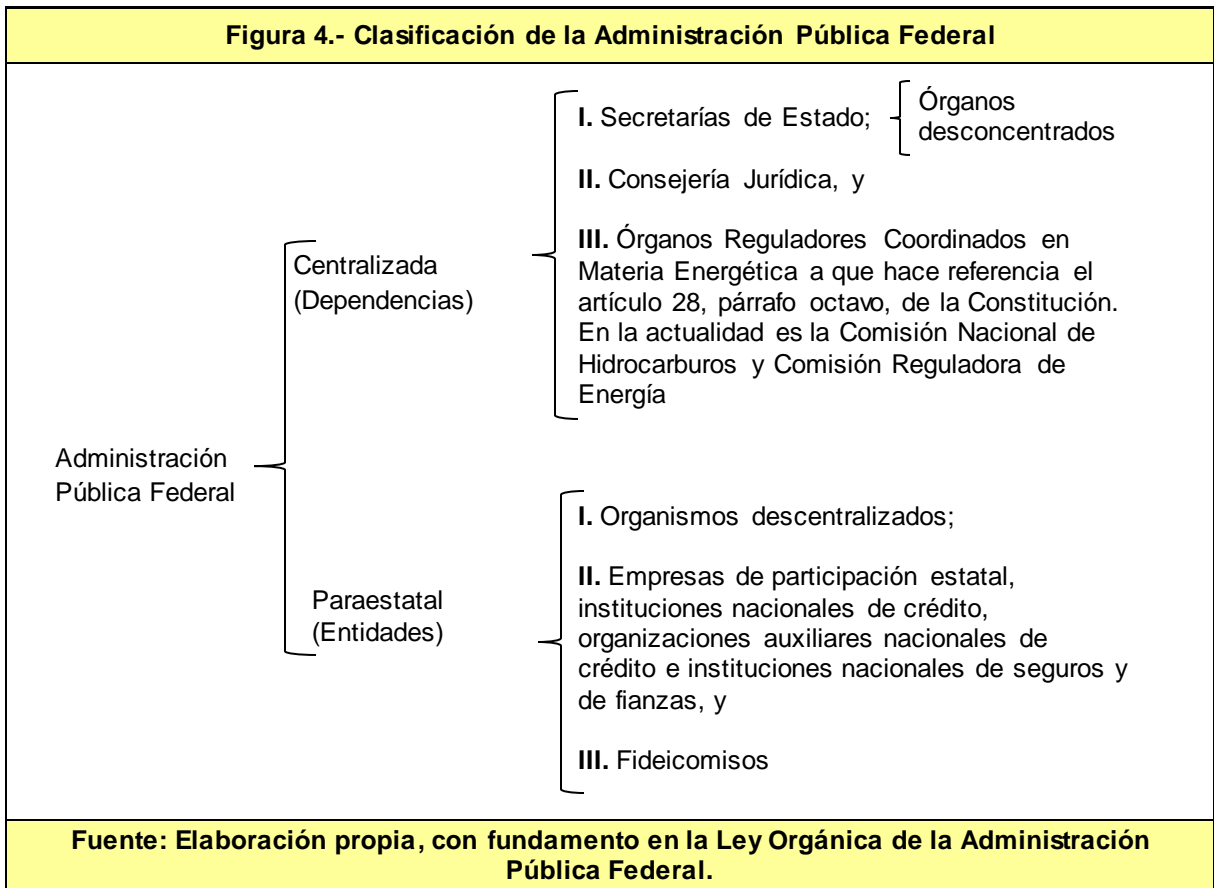 Figura 4.- Clasificación de la Administración Pública Federal
Administración
Pública Federal
Centralizada
(Dependencias)
I. Secretarías de Estado;
Órganos
desconcentrados
II. Consejería Jurídica, y
III. Órganos Reguladores Coordinados en
Materia Energética a que hace referencia el
artículo 28, párrafo octavo, de la Constitución.
En la actualidad es la Comisión Nacional de
Hidrocarburos y Comisión Reguladora de
Energía
Paraestatal
(Entidades)
I. Organismos descentralizados;
II. Empresas de participación estatal,
instituciones nacionales de crédito,
organizaciones auxiliares nacionales de
crédito e instituciones nacionales de seguros y
de fianzas, y
III. Fideicomisos
Fuente: Elaboración propia, con fundamento en la Ley Orgánica de la Administración
Pública Federal.